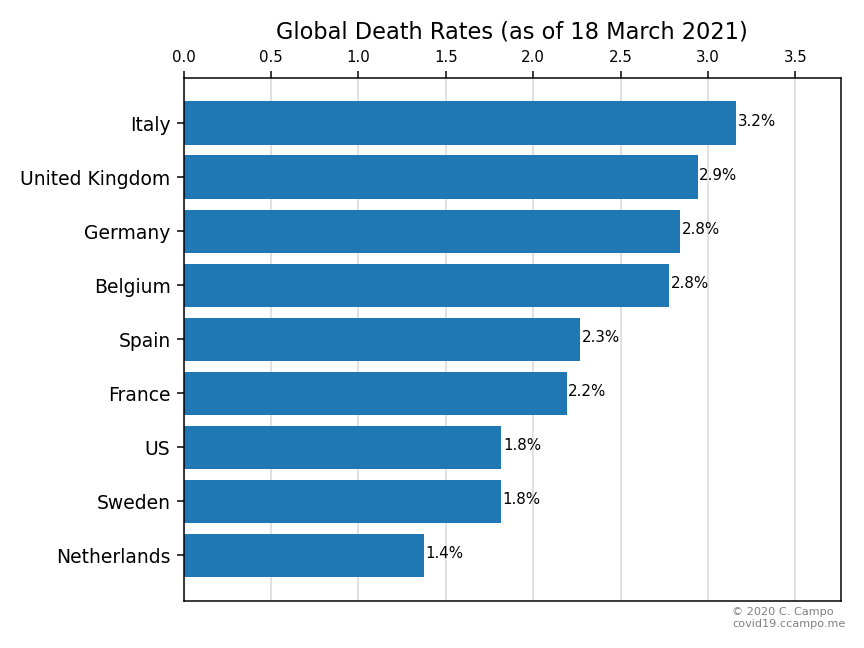 Global Death Rates (as of 18 March 2021)
0.0 0.5 1.0 1.5 2.0 2.5 3.0 3.5
Italy 3.2%
United Kingdom 2.9%
Germany 2.8%
Belgium 2.8%
Spain 2.3%
France 2.2%
US 1.8%
Sweden 1.8%
Netherlands 1.4%
© 2020 C. Campo
covid19.ccampo.me